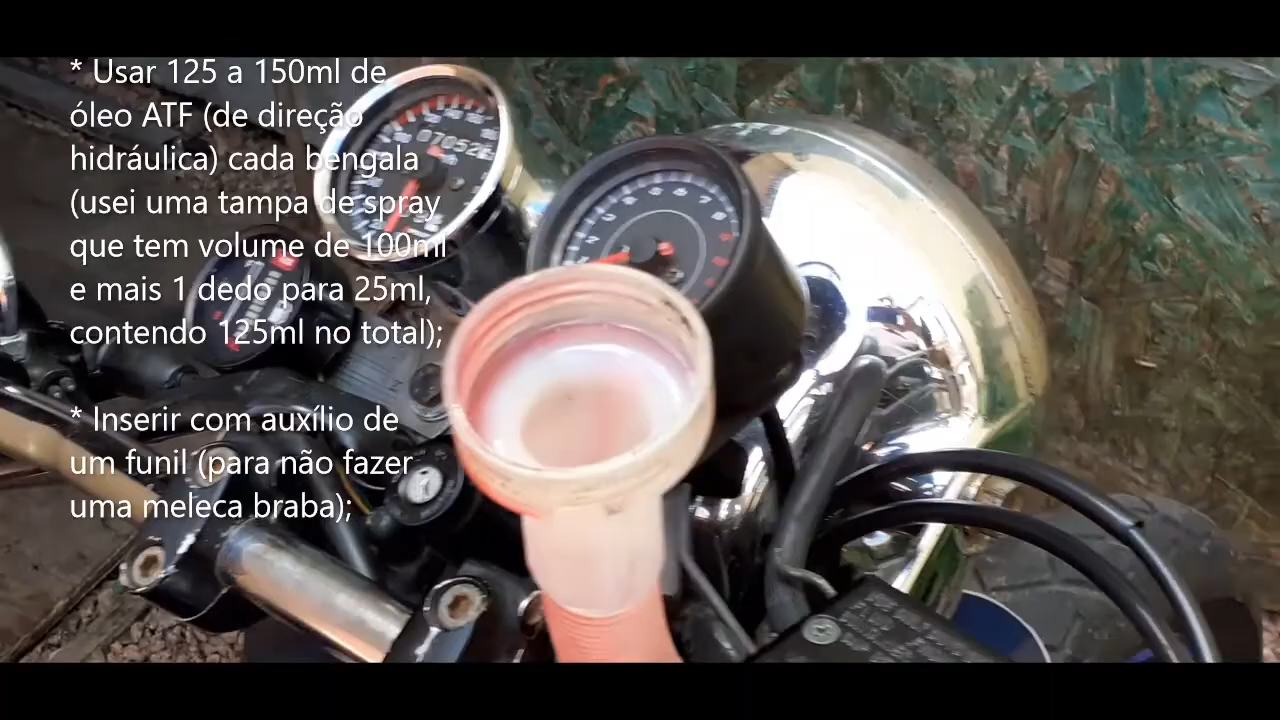 * Usar 125 a 150ml de
óleo ATF (de direção
hidráulica) cada bengala
(usei uma tampa de spray
que tem volume de 100ml
e mais 1 dedo para 25ml,
contendo 125ml no total);
* Inserir com auxílio de
um funil (para não fazer
uma meleca braba);